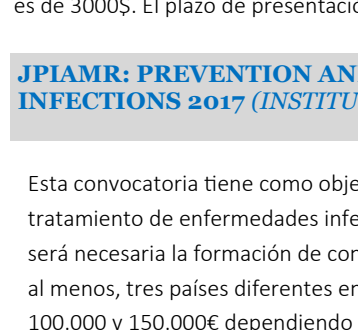 es de 3000$. El plazo de presentació
JPIAMR: PREVENTION AN
INFECTIONS 2017 (INSTITU
Esta convocatoria tiene como obje
tratamiento de enfermedades infe
será necesaria la formación de con
al menos, tres países diferentes en
100.000 y 150.000€ dependiendo